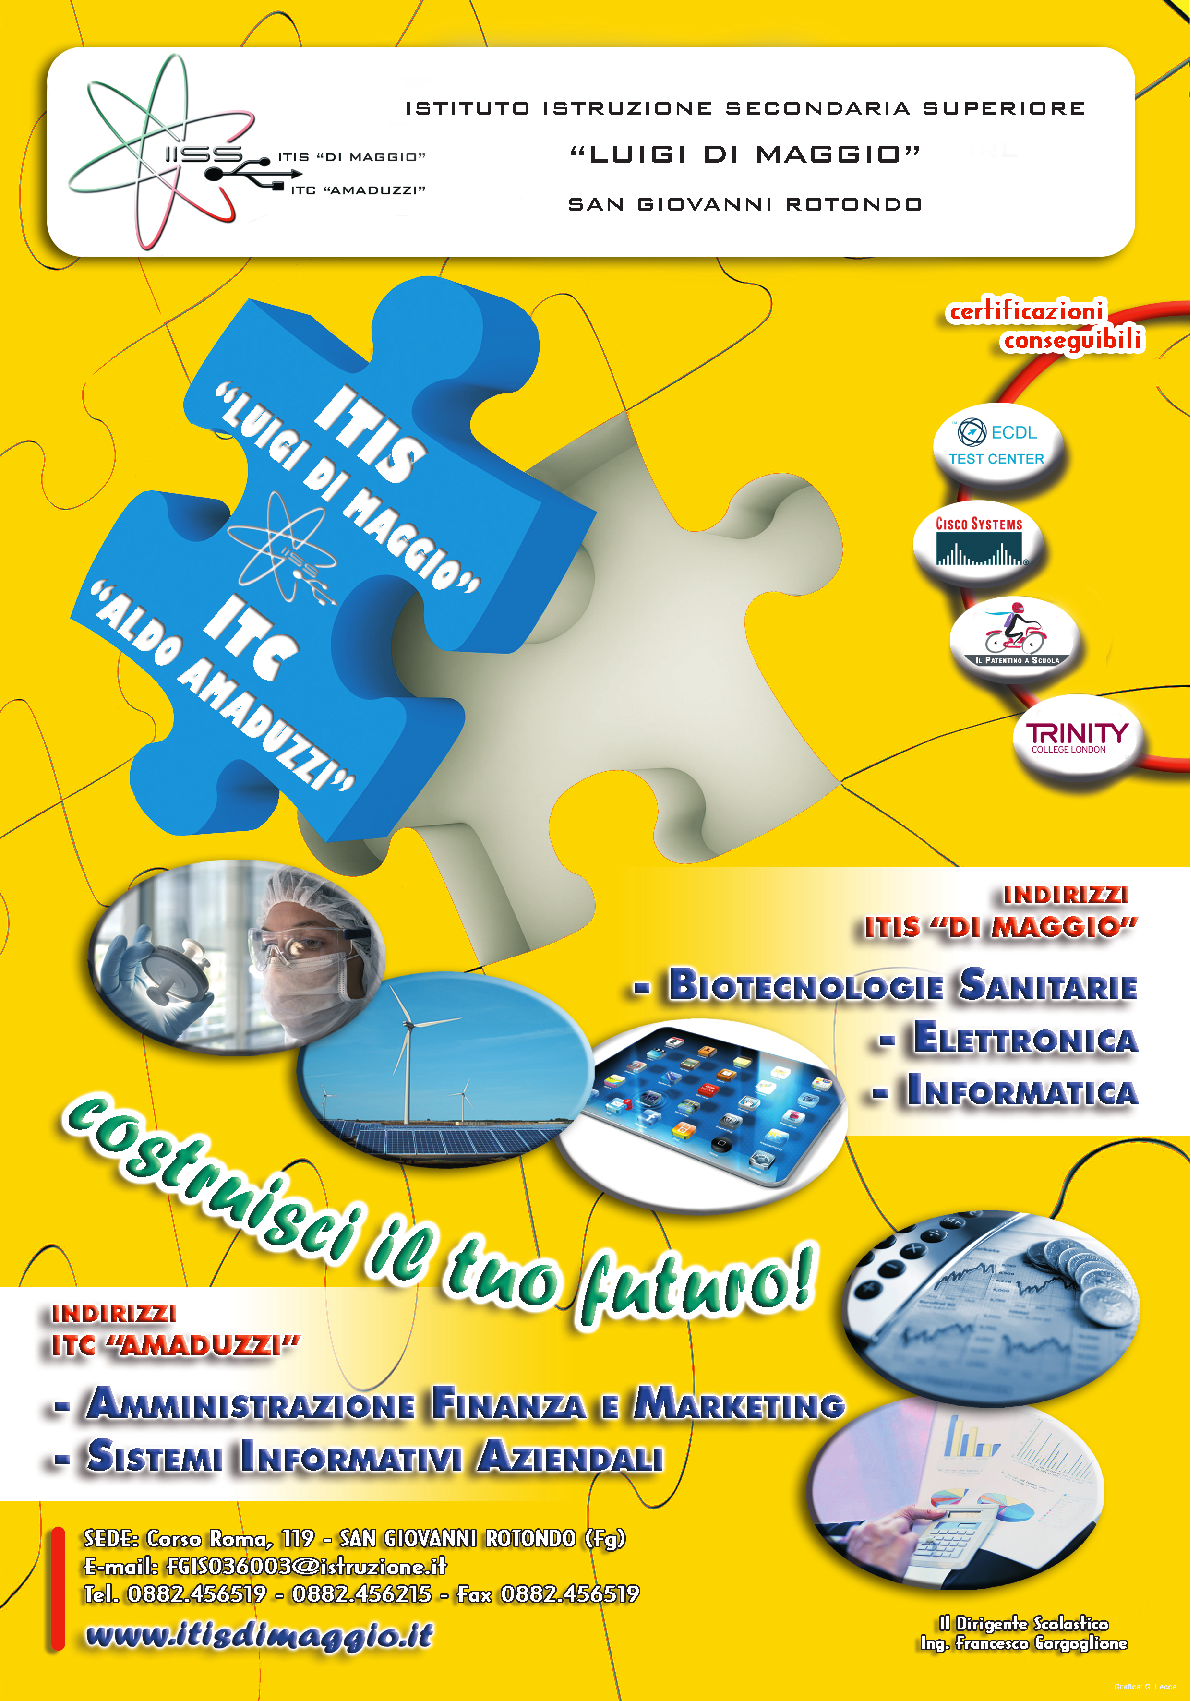 ISTITUTO ISTRUZIONE SECONDARIA SUPERIORE
"LUIGI DI MAGGIO"
SAN GIOVANNI ROTONDO
IISS
ITIS "DI MAGGIO"
ITC "AMADUZZI"
certificazioni
conseguibili
ECDL
TEST CENTER
CISCO SYSTEMS
IL PATENTINO A SCUOLA
TRINITY
COLLEGE LONDON
ITIS
"LUIGI DI MAGGIO"
IISS
ITC
"ALDO AMADUZZI"
INDIRIZZI
ITIS "DI MAGGIO"
- BIOTECNOLOGIE SANITARIE
- ELETTRONICA
- INFORMATICA
costruisci il tuo futuro!
INDIRIZZI
ITC "AMADUZZI"
- AMMINISTRAZIONE FINANZA E MARKETING
- SISTEMI INFORMATIVI AZIENDALI
SEDE: Corso Roma, 119 - SAN GIOVANNI ROTONDO (Fg)
E-mail: FGIS036003@istruzione.it
Tel. 0882.456519 - 0882.456215 - Fax 0882.456519
www.itisdimaggio.it
Il Dirigente Scolastico
Ing. Francesco Gorgoglione